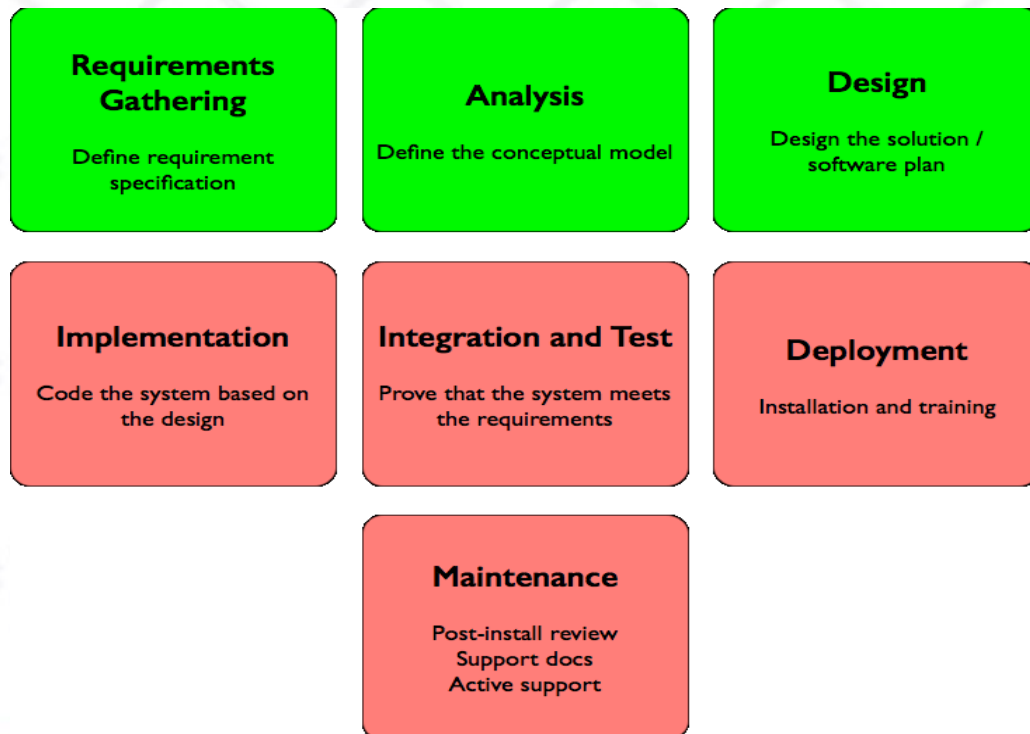 Requirements
Gathering
Define requirement
specification
Analysis
Define the conceptual model
Design
Design the solution /
software plan
Implementation
Code the system based on
the design
Integration and Test
Prove that the system meets
the requirements
Deployment
Installation and training
Maintenance
Post-install review
Support docs
Active support